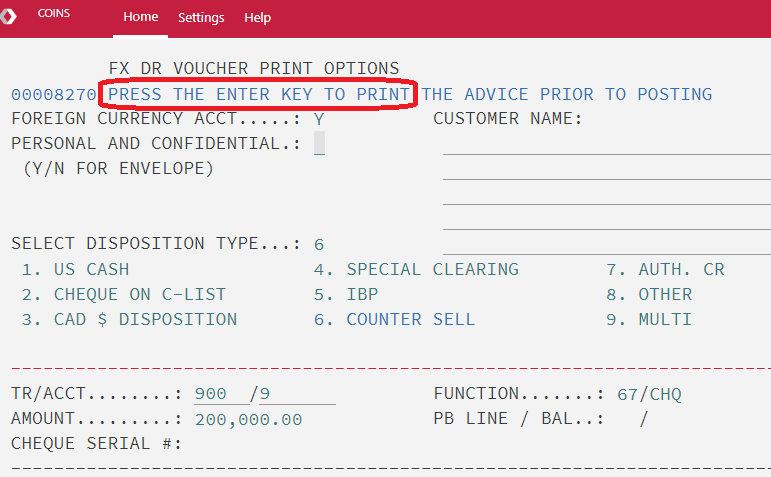 COINS Home Settings Help
FX DR VOUCHER PRINT OPTIONS
00008270 PRESS THE ENTER KEY TO PRINT THE ADVICE PRIOR TO POSTING
FOREIGN CURRENCY ACCT.....: Y CUSTOMER NAME:
PERSONAL AND CONFIDENTIAL.:
(Y/N FOR ENVELOPE)
SELECT DISPOSITION TYPE...: 6
1. US CASH 4. SPECIAL CLEARING 7. AUTH. CR
2. CHEQUE ON C-LIST 5. IBP 8. OTHER
3. CAD $ DISPOSITION 6. COUNTER SELL 9. MULTI
TR/ACCT........: 900 /9 FUNCTION.......: 67/CHQ
AMOUNT.........: 200,000.00 PB LINE / BAL..: /
CHEQUE SERIAL #: